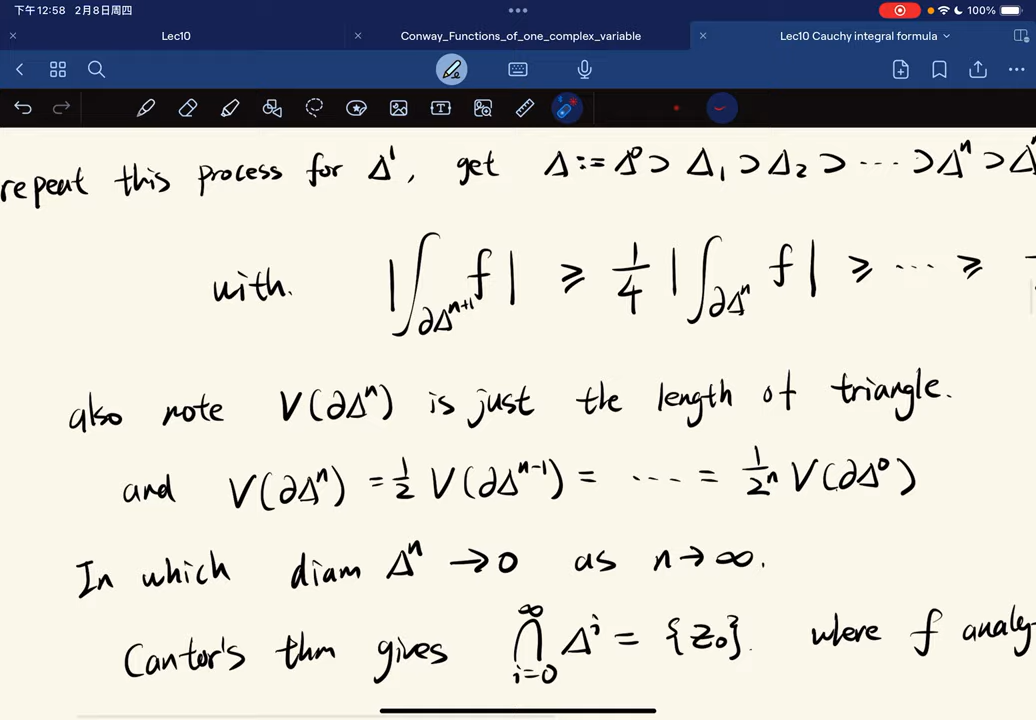 下午12:58 2月8日周四
100%
Lec10
Conway_Functions_of_one_complex_variable
Lec10 Cauchy integral formula
repeat this process for Δ¹, get Δ := Δ⁰ ⊃ Δ₁ ⊃ Δ₂ ⊃ ··· ⊃ Δⁿ ⊃ Δ
with. |∫_{∂Δⁿ⁺¹} f| ≥ 1/4 |∫_{∂Δⁿ} f| ≥ ··· ≥
also note V(∂Δⁿ) is just the length of triangle.
and V(∂Δⁿ) = 1/2 V(∂Δⁿ⁻¹) = ···· = 1/2ⁿ V(∂Δ⁰)
In which diam Δⁿ → 0 as n → ∞.
Cantor's thm gives ⋂_{i=0}^{∞} Δⁱ = {z₀}. where f analy